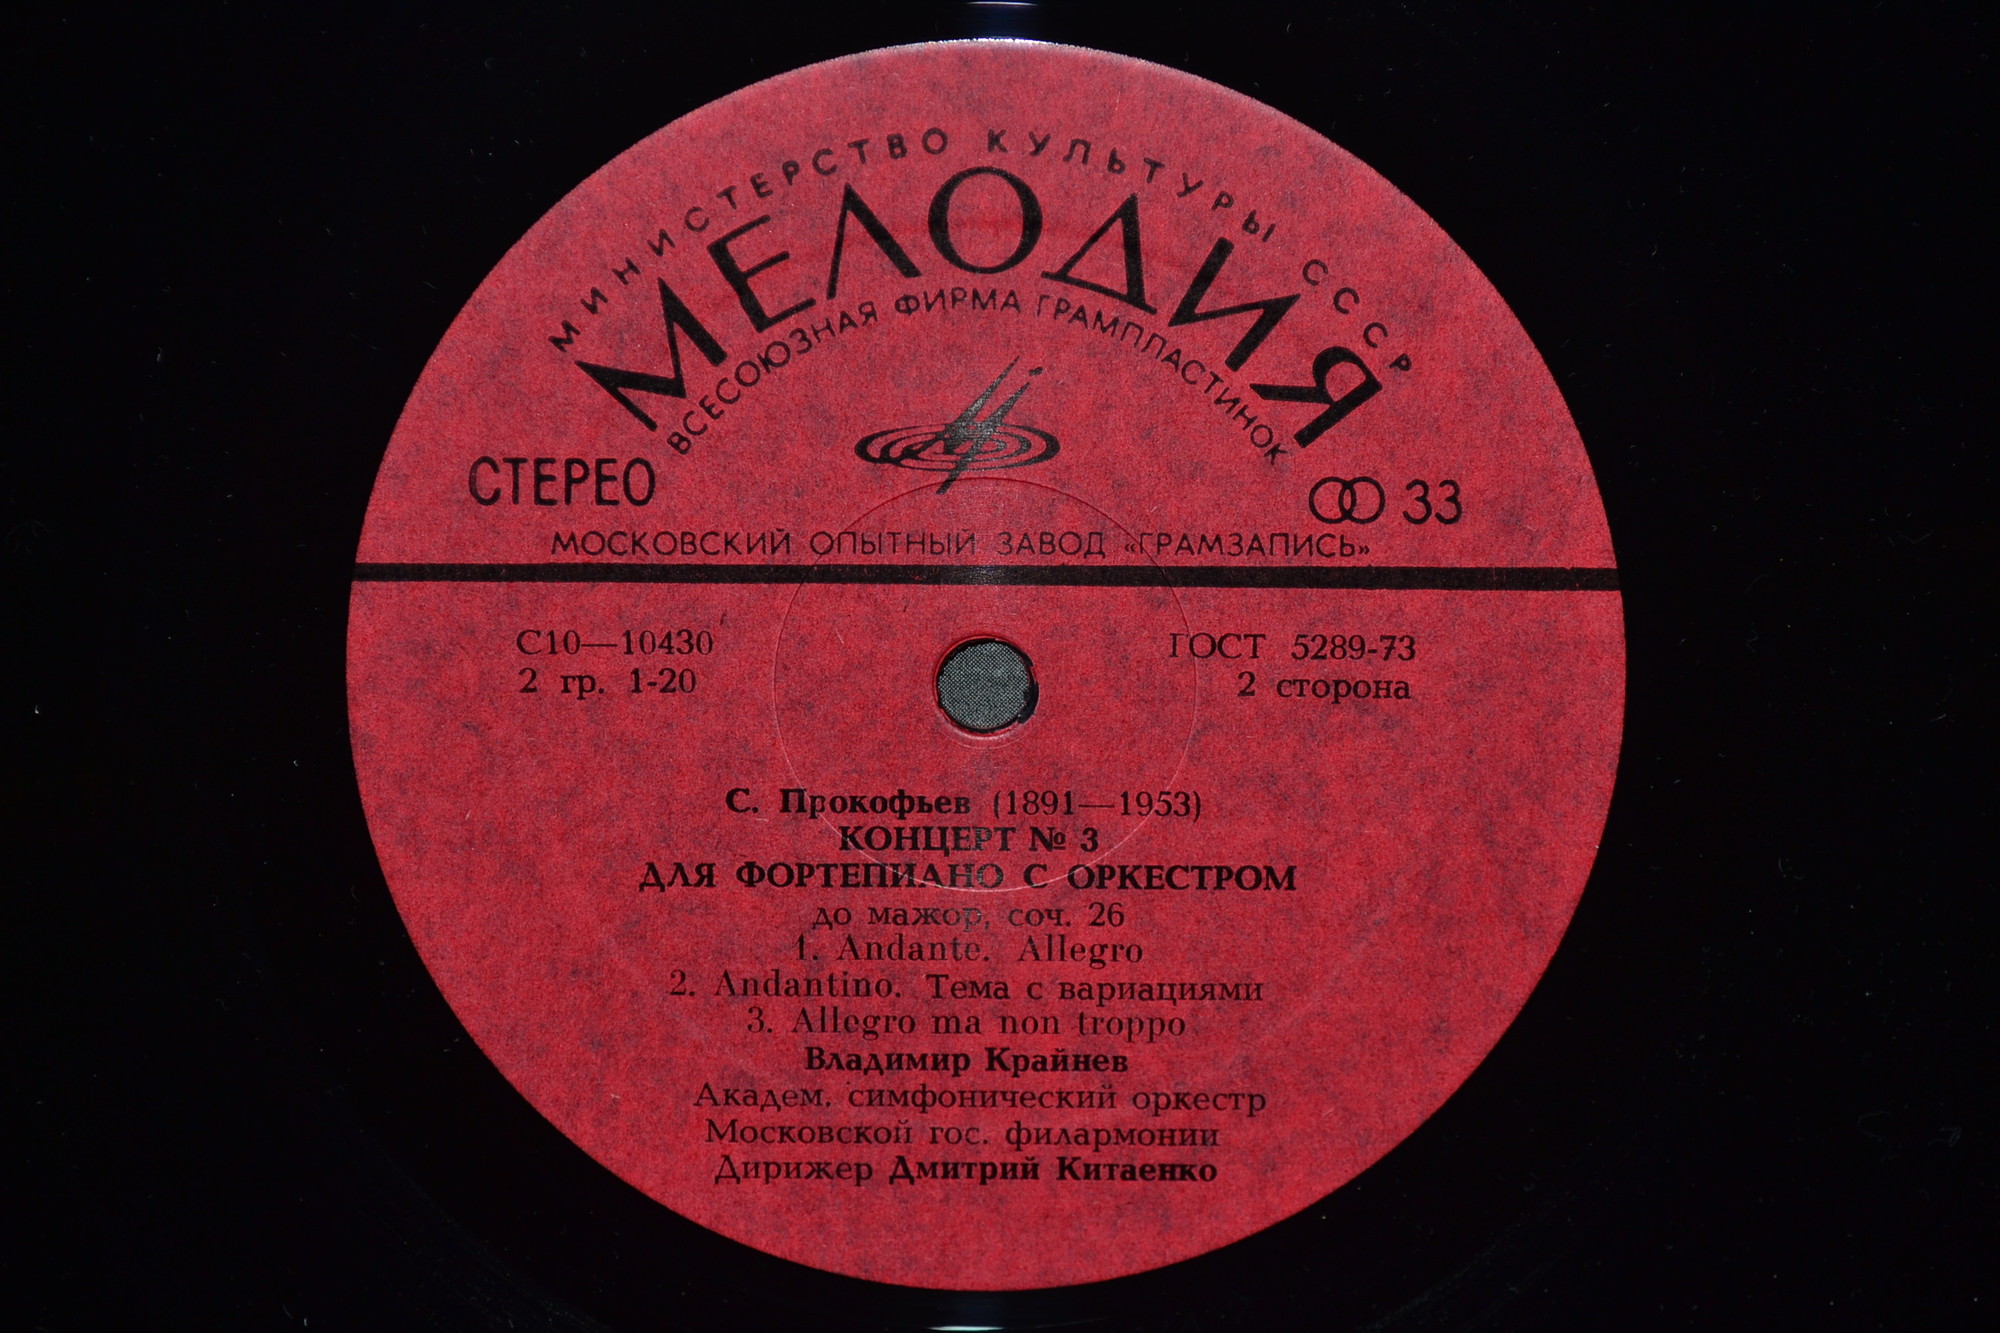 МИНИСТЕРСТВО КУЛЬТУРЫ СССР
МЕЛОДИЯ
ВСЕСОЮЗНАЯ ФИРМА ГРАМПЛАСТИНОК
СТЕРЕО
33
МОСКОВСКИЙ ОПЫТНЫЙ ЗАВОД «ГРАМЗАПИСЬ»
С10—10430
ГОСТ 5289-73
2 гр. 1-20
2 сторона
С. Прокофьев (1891—1953)
КОНЦЕРТ № 3
ДЛЯ ФОРТЕПИАНО С ОРКЕСТРОМ
до мажор, соч. 26
1. Andante. Allegro
2. Andantino. Тема с вариациями
3. Allegro ma non troppo
Владимир Крайнев
Академ. симфонический оркестр
Московской гос. филармонии
Дирижер Дмитрий Китаенко